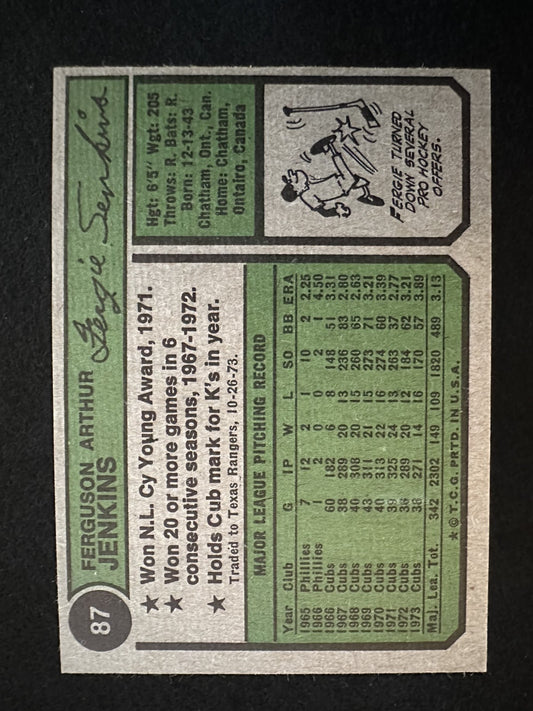 87
FERGUSON ARTHUR
JENKINS
Fergie Jenkins
★ Won N.L. Cy Young Award, 1971.
★ Won 20 or more games in 6
consecutive seasons, 1967-1972.
★ Holds Cub mark for K's in year.
Traded to Texas Rangers, 10-26-73.
Hgt: 6'5" Wgt: 205
Throws: R. Bats: R.
Born: 12-13-43
Chatham, Ont., Can.
Home: Chatham,
Ontairo, Canada
MAJOR LEAGUE PITCHING RECORD
Year Club G IP W L SO BB ERA
1965 Phillies 7 12 2 1 10 2 2.25
1966 Phillies 1 2 0 0 2 1 4.50
1966 Cubs 60 182 6 8 148 51 3.31
1967 Cubs 38 289 20 13 236 83 2.80
1968 Cubs 40 308 20 15 260 65 2.63
1969 Cubs 43 311 21 15 273 71 3.21
1970 Cubs 40 313 22 16 274 60 3.39
1971 Cubs 39 325 24 13 263 37 2.77
1972 Cubs 36 289 20 12 184 62 3.21
1973 Cubs 38 271 14 16 170 57 3.89
Maj. Lea. Tot. 342 2302 149 109 1820 489 3.13
★ © T.C.G. PRTD. IN U.S.A.
FERGIE TURNED
DOWN SEVERAL
PRO HOCKEY
OFFERS.